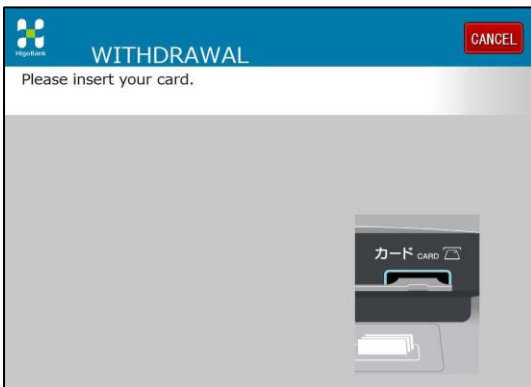 HigoBank
WITHDRAWAL
CANCEL
Please insert your card.
カード CARD